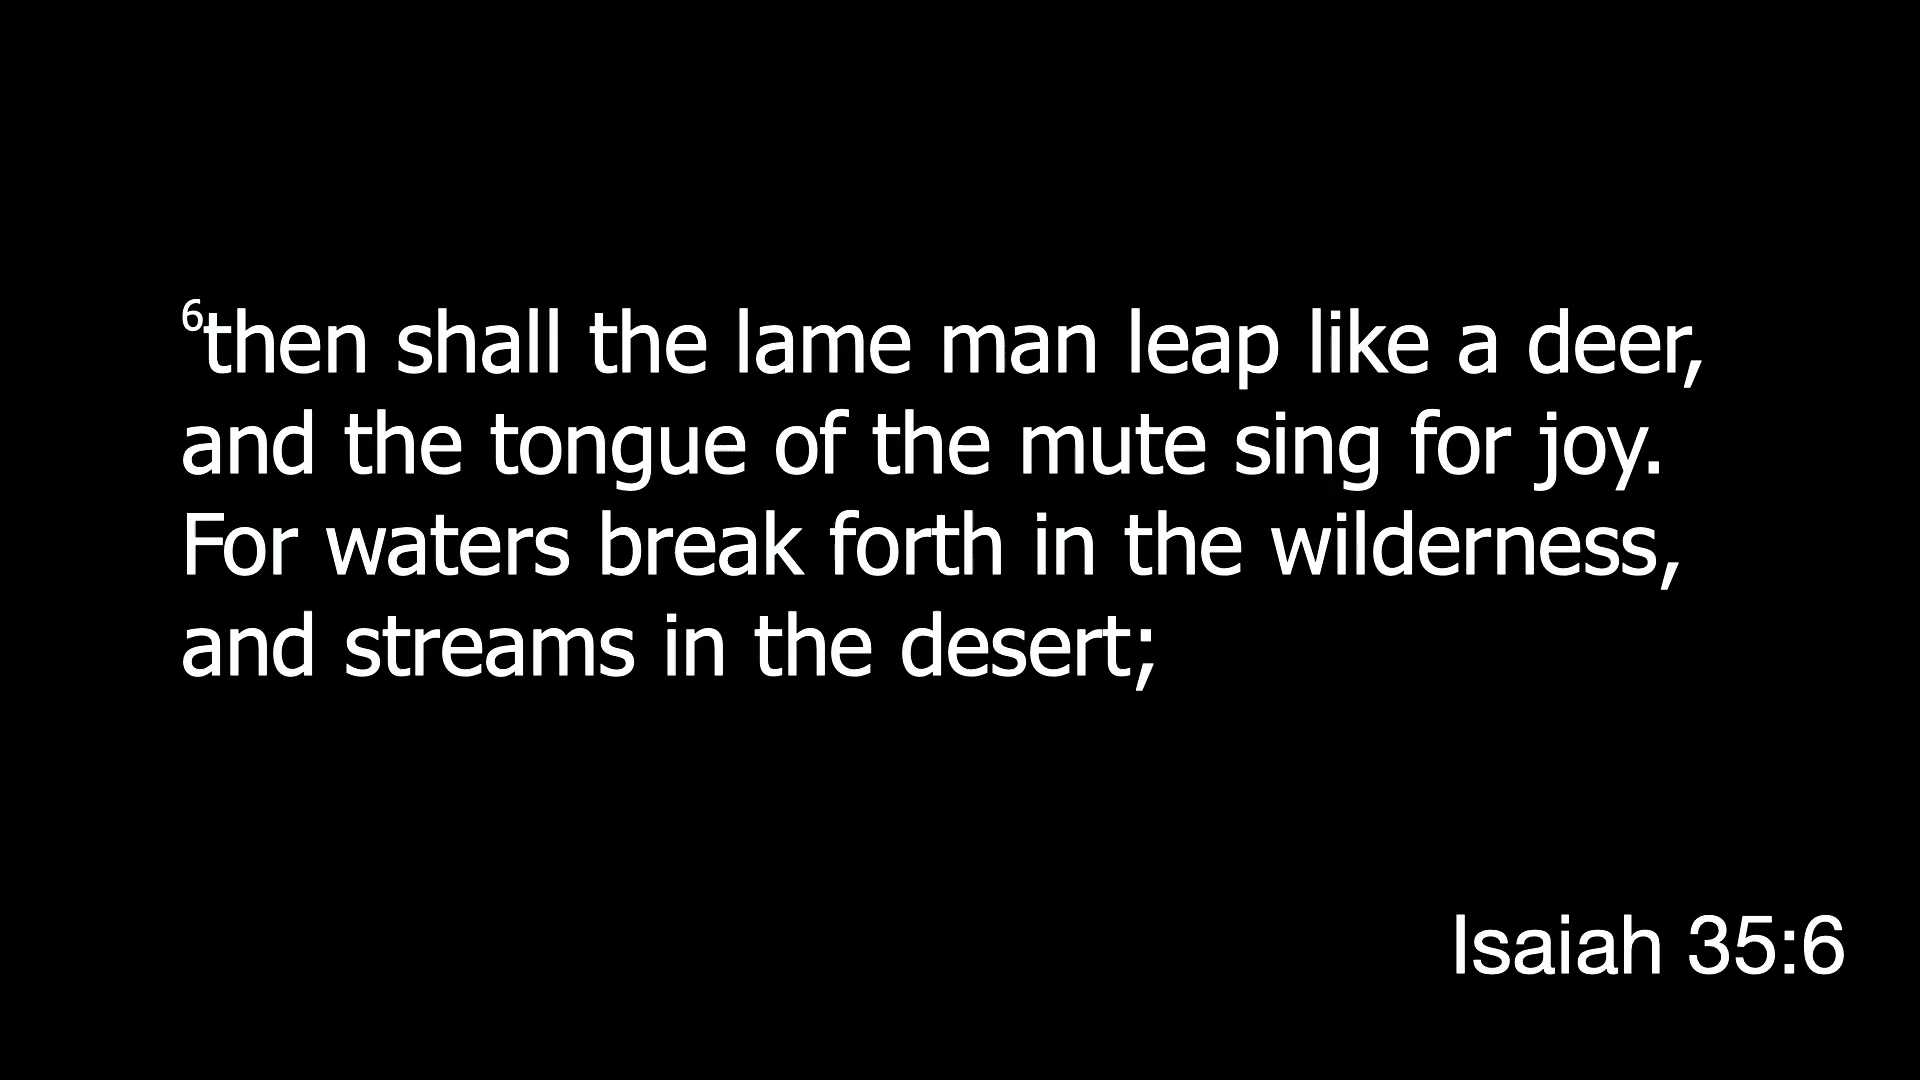 ⁶then shall the lame man leap like a deer,
and the tongue of the mute sing for joy.
For waters break forth in the wilderness,
and streams in the desert;
Isaiah 35:6